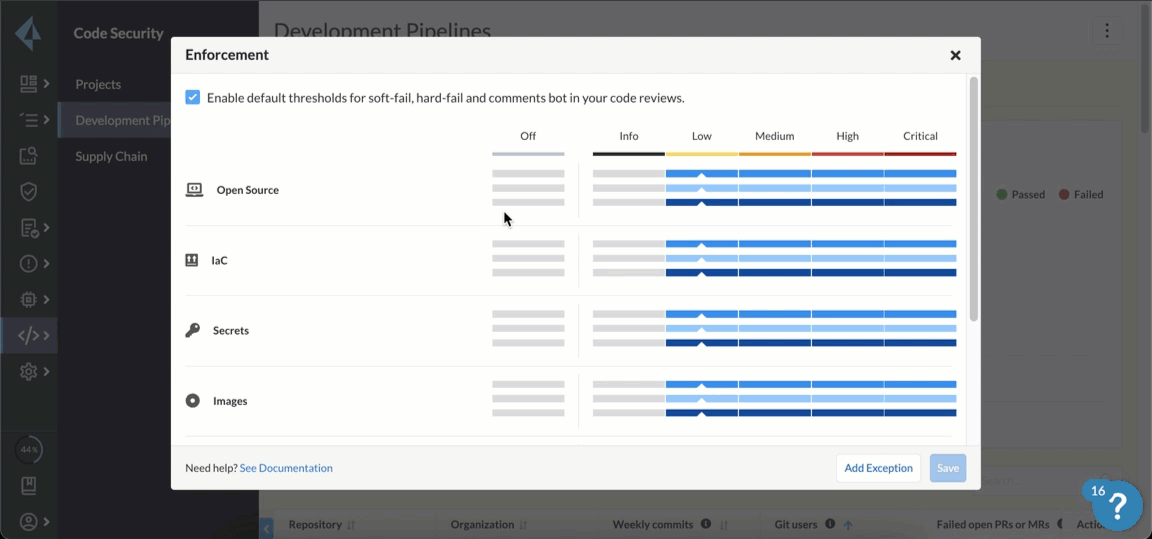 Code Security
Development Pipelines
Enforcement
Projects
Development Pip
Supply Chain
Enable default thresholds for soft-fail, hard-fail and comments bot in your code reviews.
Off Info Low Medium High Critical
Open Source
Passed Failed
IaC
Secrets
Images
44%
Need help? See Documentation
Add Exception Save
Search
16
?
Repository Organization Weekly commits Git users Failed open PRs or MRs